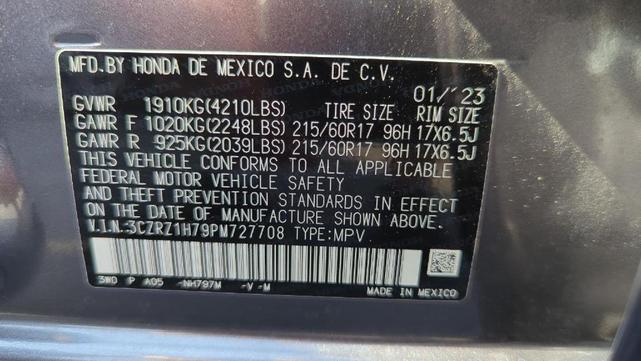 MFD.BY HONDA DE MEXICO S.A. DE C.V.
01/'23
GVWR 1910KG(4210LBS) TIRE SIZE RIM SIZE
GAWR F 1020KG(2248LBS) 215/60R17 96H 17X6.5J
GAWR R 925KG(2039LBS) 215/60R17 96H 17X6.5J
THIS VEHICLE CONFORMS TO ALL APPLICABLE
FEDERAL MOTOR VEHICLE SAFETY
AND THEFT PREVENTION STANDARDS IN EFFECT
ON THE DATE OF MANUFACTURE SHOWN ABOVE.
V.I.N.-3CZRZ1H79PM727708 TYPE:MPV
3WD P A05 -NH797M -V -M
MADE IN MEXICO